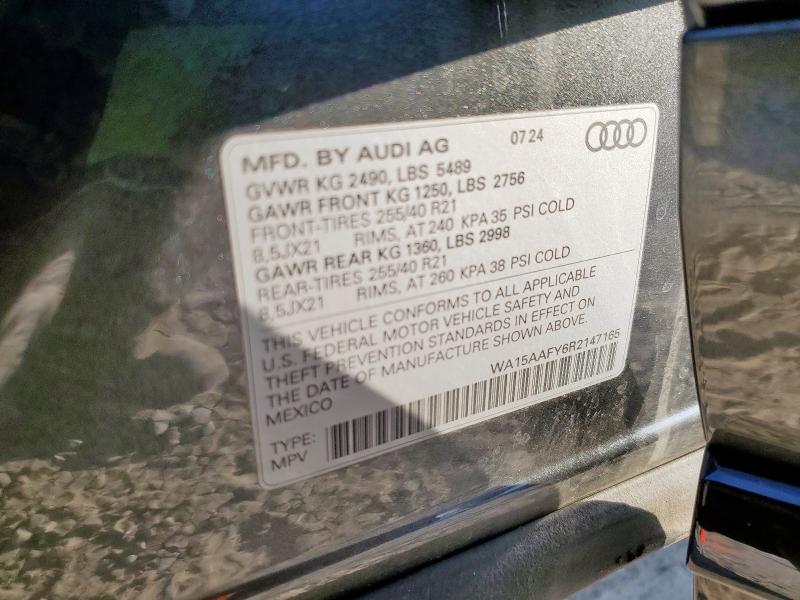 MFD. BY AUDI AG 07 24
GVWR KG 2490, LBS 5489
GAWR FRONT KG 1250, LBS 2756
FRONT-TIRES 255/40 R21
8,5JX21 RIMS, AT 240 KPA 35 PSI COLD
GAWR REAR KG 1360, LBS 2998
REAR-TIRES 255/40 R21
8,5JX21 RIMS, AT 260 KPA 38 PSI COLD
THIS VEHICLE CONFORMS TO ALL APPLICABLE
U.S. FEDERAL MOTOR VEHICLE SAFETY AND
THEFT PREVENTION STANDARDS IN EFFECT ON
THE DATE OF MANUFACTURE SHOWN ABOVE.
MEXICO
WA15AAFY6R2147165
TYPE:
MPV